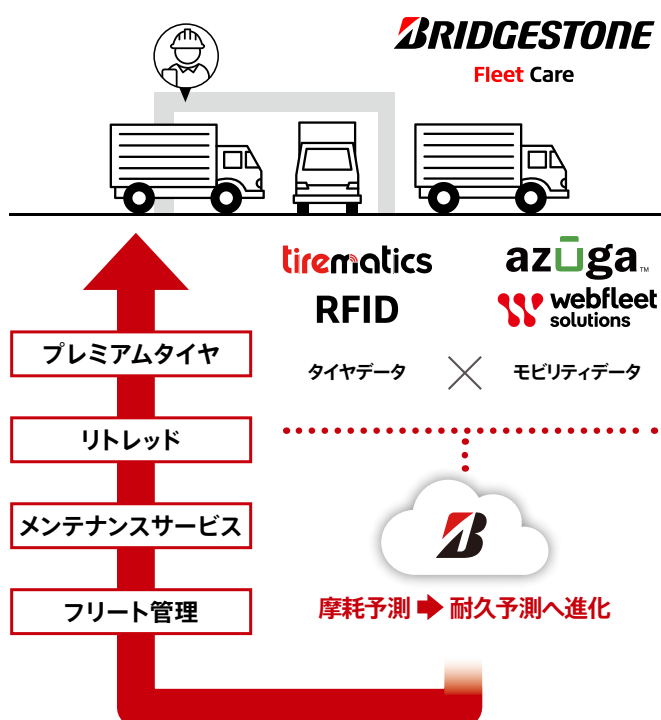 BRIDGESTONE
Fleet Care
tirematics
RFID
azūga™
webfleet
solutions
タイヤデータ
モビリティデータ
プレミアムタイヤ
リトレッド
メンテナンスサービス
フリート管理
摩耗予測 ➡ 耐久予測へ進化